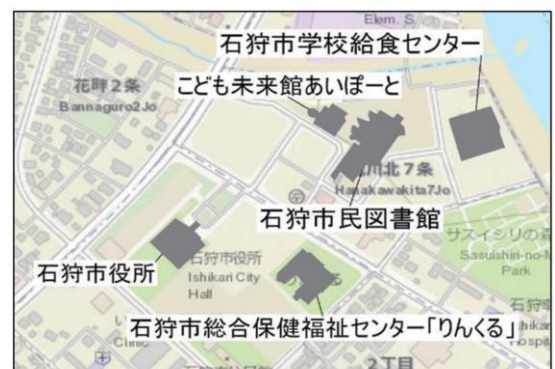 Elem. S
石狩市学校給食センター
花畔2条
Bannaguro2Jo
こども未来館あいぽーと
川北7条
Hanakawakita7Jo
石狩市民図書館
サスイシリの森
Sasuishiri-no-M
Park
石狩市役所
石狩市役所
Ishikari City
Hall
石狩市総合保健福祉センター「りんくる」
Clinic
2丁目